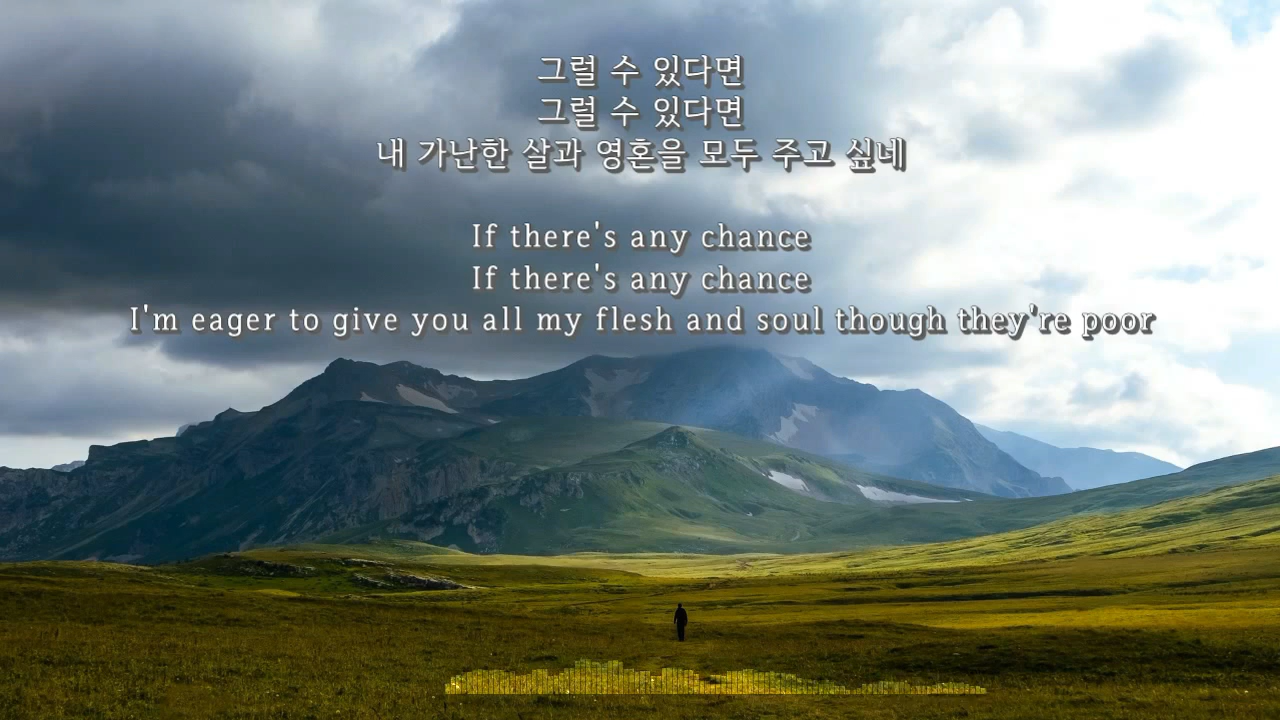 그럴 수 있다면
그럴 수 있다면
내 가난한 살과 영혼을 모두 주고 싶네
If there's any chance
If there's any chance
I'm eager to give you all my flesh and soul though they're poor